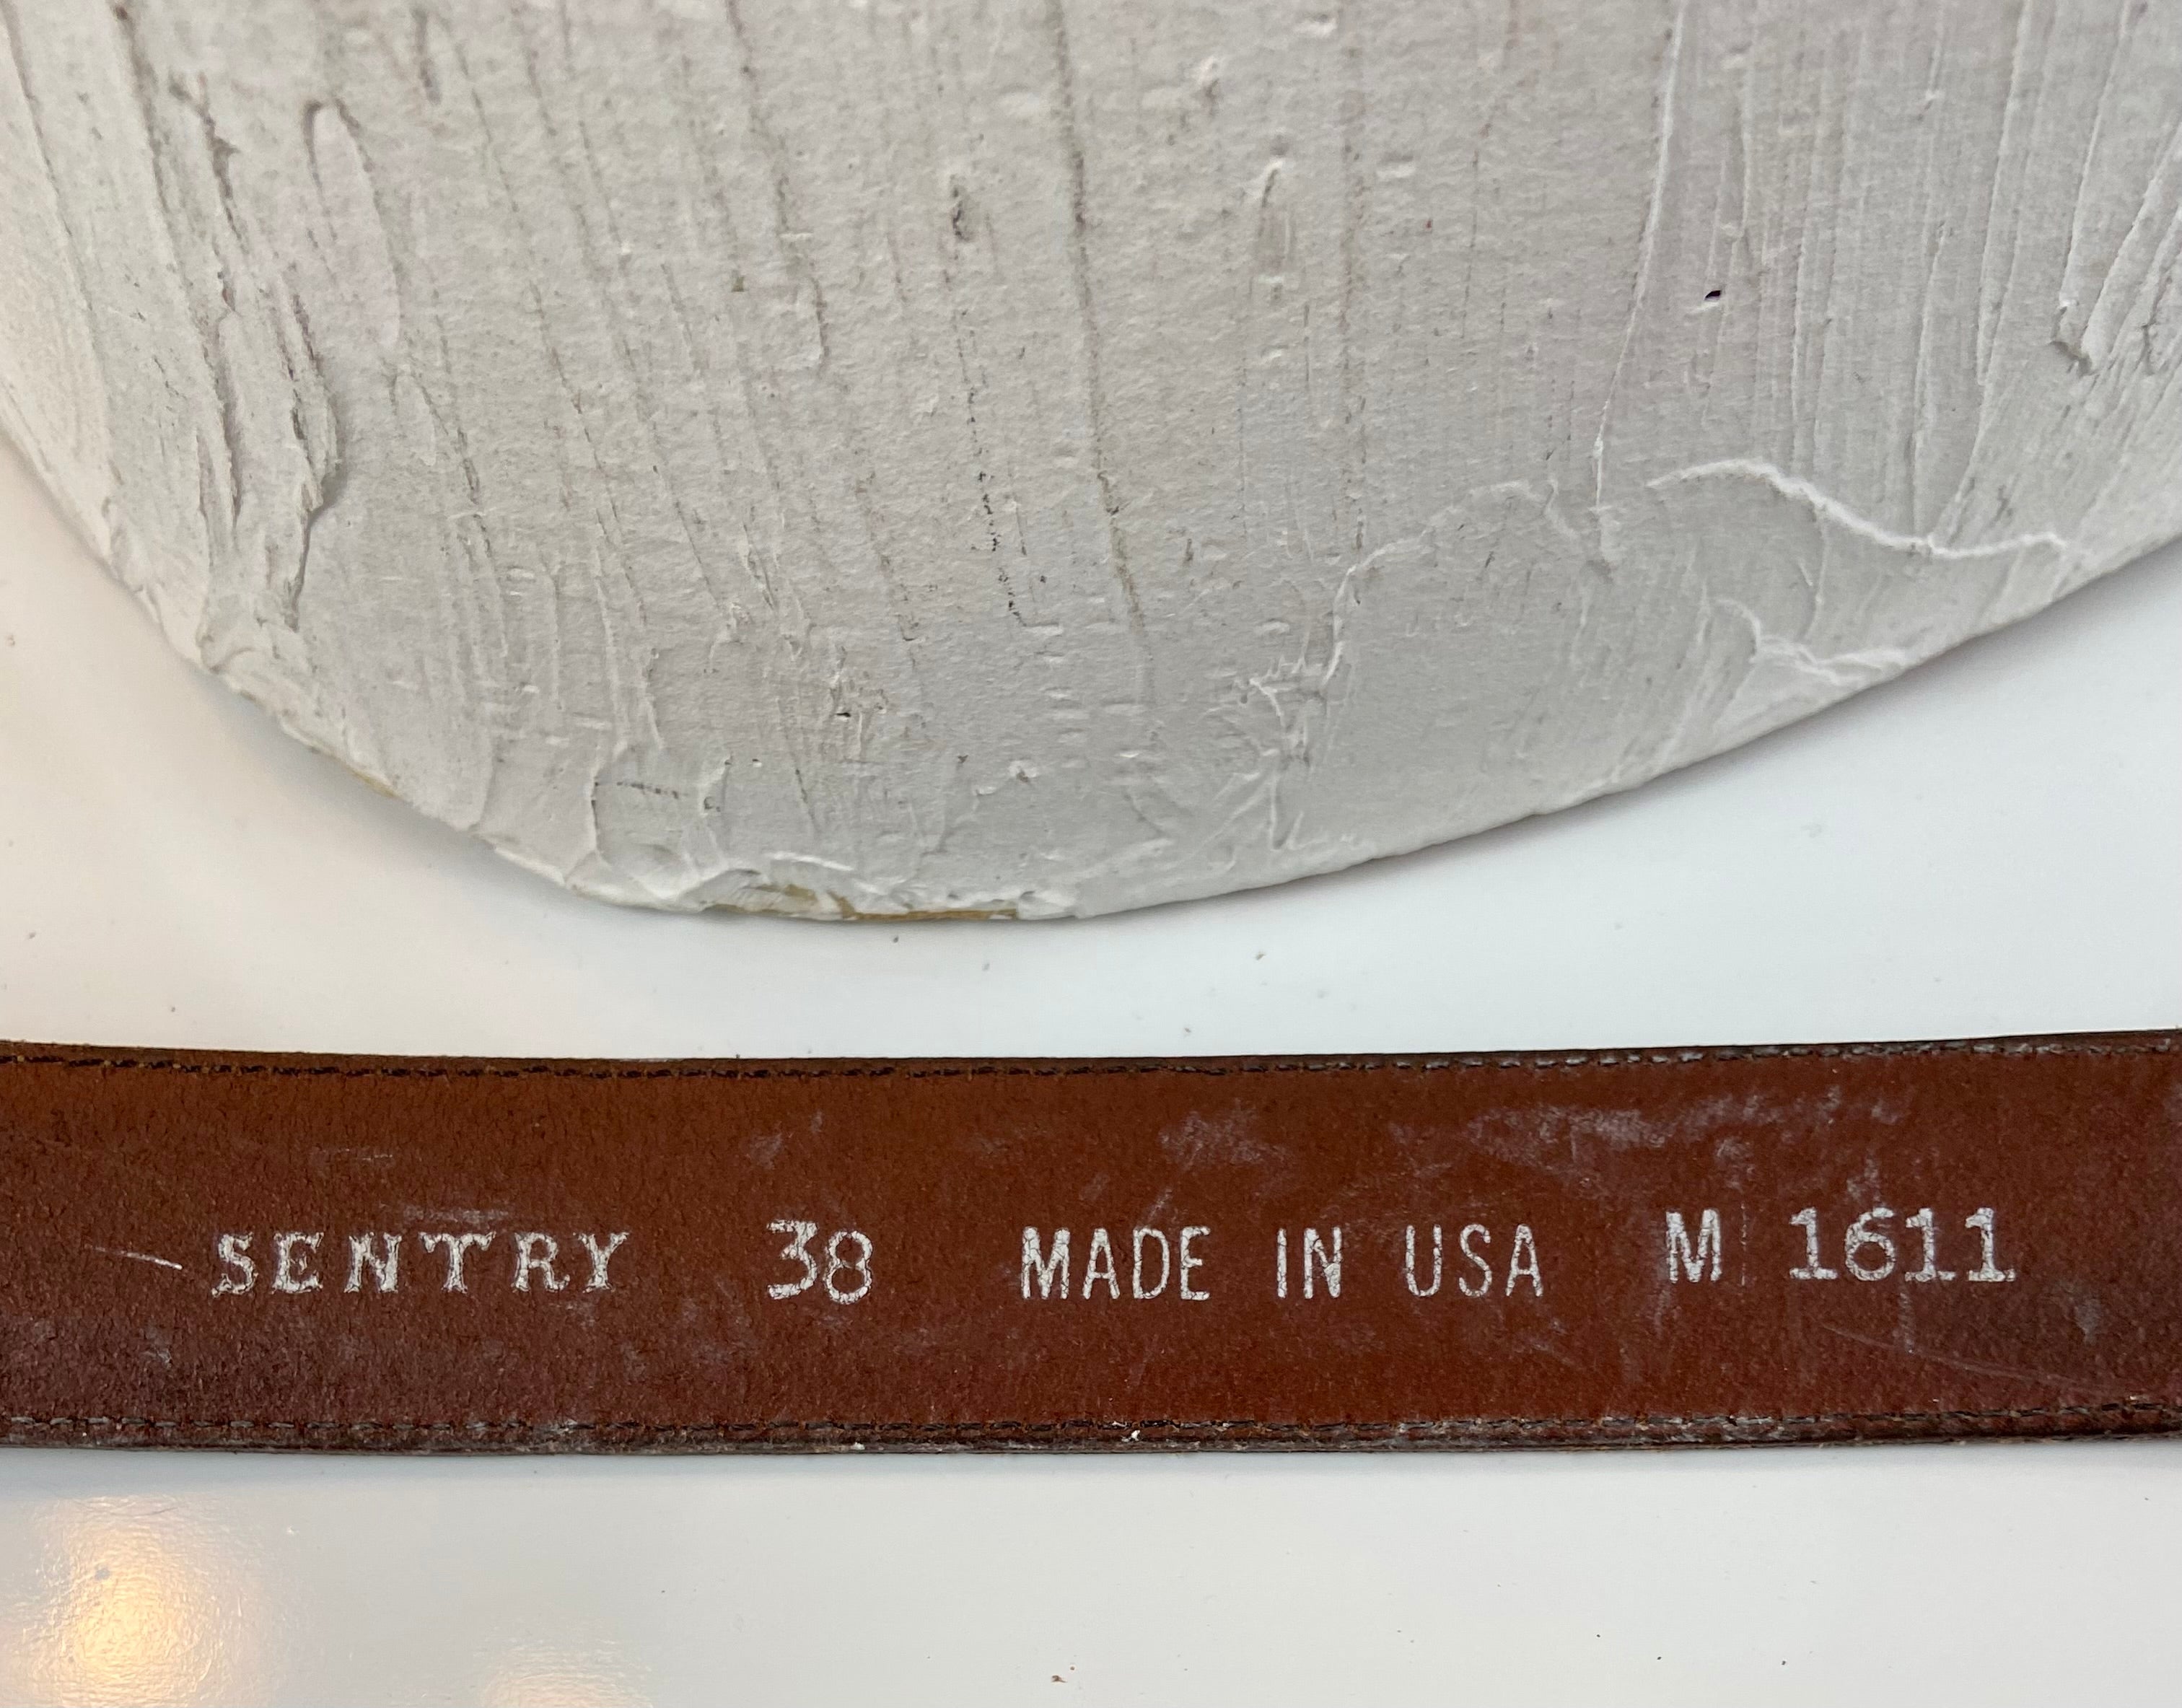 SENTRY 38 MADE IN USA M 1611